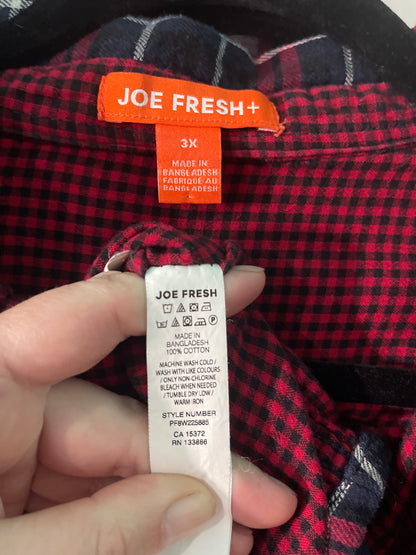 JOE FRESH+
3X
MADE IN
BANGLADESH
FABRIQUÉ AU
BANGLADESH
JOE FRESH
MADE IN
BANGLADESH
100% COTTON
MACHINE WASH COLD /
WASH WITH LIKE COLOURS
/ ONLY NON-CHLORINE
BLEACH WHEN NEEDED
/ TUMBLE DRY LOW /
WARM IRON
STYLE NUMBER
PF8W225885
CA 15372
RN 133886